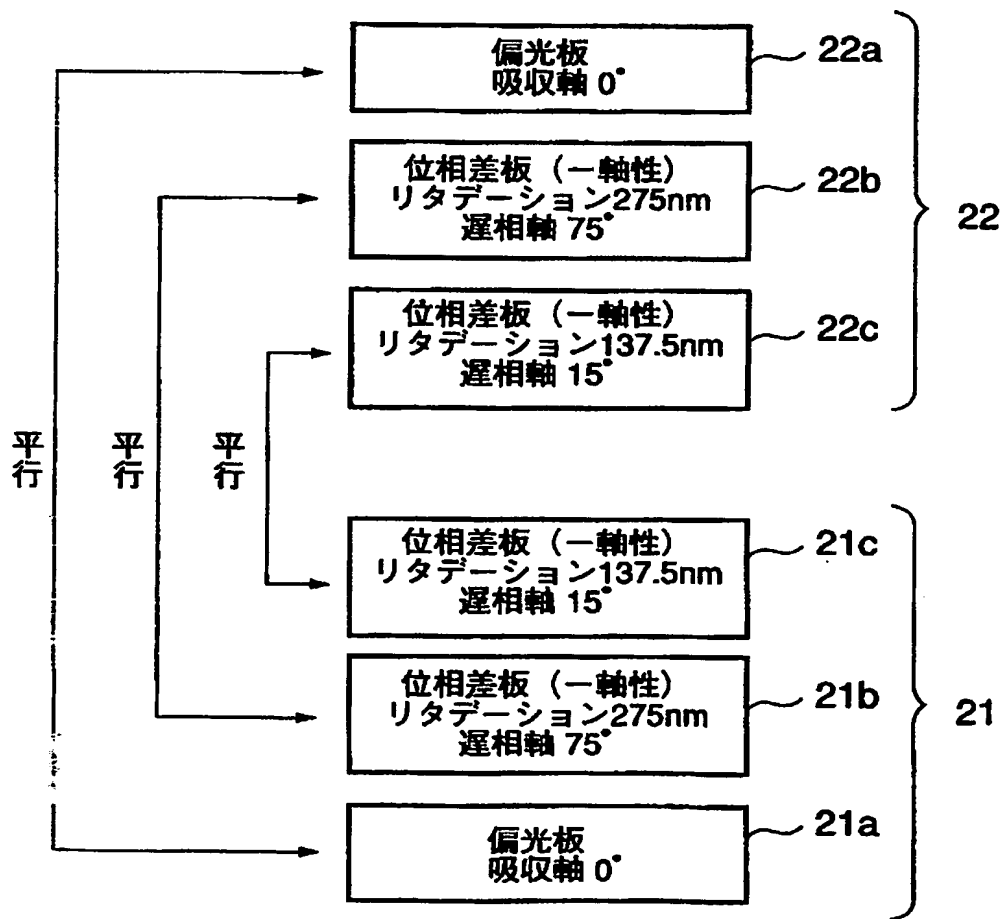 偏光板
吸収軸 0°
22a
位相差板（一軸性）
リタデーション275nm
遅相軸 75°
22b
22
位相差板（一軸性）
リタデーション137.5nm
遅相軸 15°
22c
平行
平行
平行
位相差板（一軸性）
リタデーション137.5nm
遅相軸 15°
21c
位相差板（一軸性）
リタデーション275nm
遅相軸 75°
21b
21
偏光板
吸収軸 0°
21a